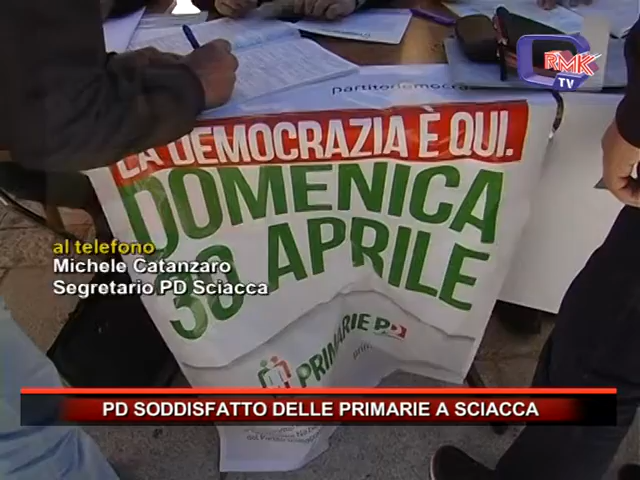 RMK
TV
partitodemocra
LA DEMOCRAZIA È QUI.
DOMENICA
30 APRILE
al telefono
Michele Catanzaro
Segretario PD Sciacca
PRIMARIE PD
PD SODDISFATTO DELLE PRIMARIE A SCIACCA